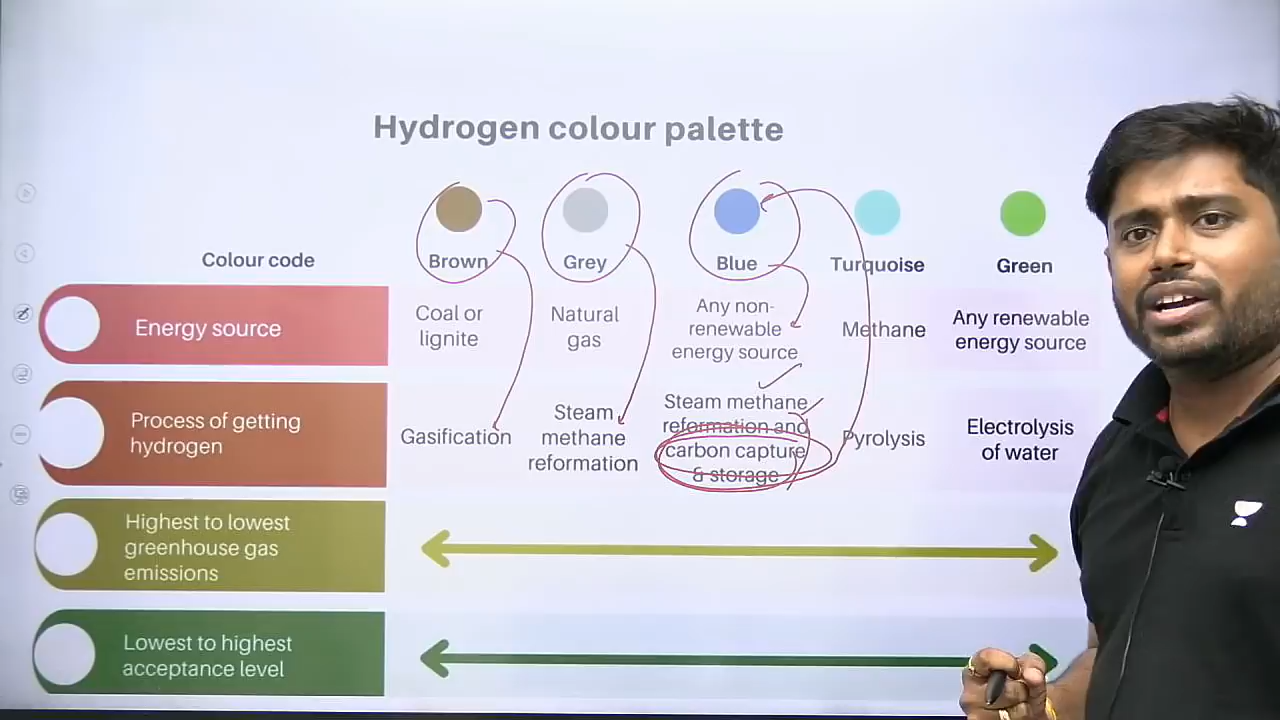 Hydrogen colour palette
Colour code
Brown
Grey
Blue
Turquoise
Green
Energy source
Coal or
lignite
Natural
gas
Any non-
renewable
energy source
Methane
Any renewable
energy source
Process of getting
hydrogen
Gasification
Steam
methane
reformation
Steam methane
reformation and
carbon capture
& storage
Pyrolysis
Electrolysis
of water
Highest to lowest
greenhouse gas
emissions
Lowest to highest
acceptance level